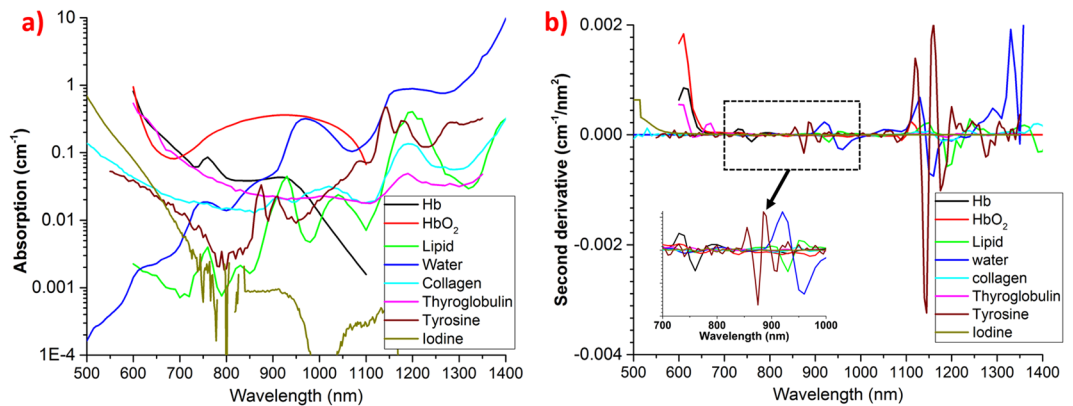 a)
10
1
0.1
0.01
0.001
1E-4
Absorption (cm⁻¹)
500 600 700 800 900 1000 1100 1200 1300 1400
Wavelength (nm)
Hb
HbO₂
Lipid
Water
Collagen
Thyroglobulin
Tyrosine
Iodine
b)
0.002
0.000
-0.002
-0.004
Second derivative (cm⁻¹/nm²)
500 600 700 800 900 1000 1100 1200 1300 1400
Wavelength (nm)
700 800 900 1000
Wavelength (nm)
Hb
HbO₂
Lipid
water
collagen
Thyroglobulin
Tyrosine
Iodine